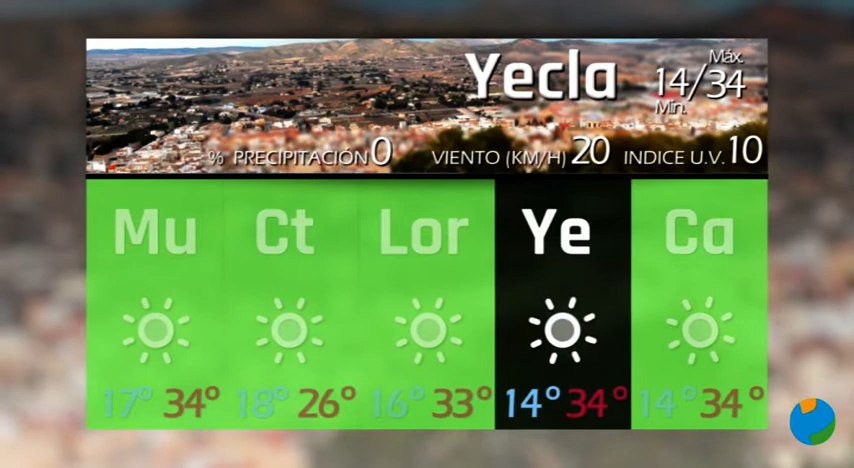 Yecla
Máx.
14/34
Mín.
% PRECIPITACIÓN 0 VIENTO (KM/H) 20 INDICE U.V. 10
Mu Ct Lor Ye Ca
17° 34° 18° 26° 16° 33° 14° 34° 14° 34°